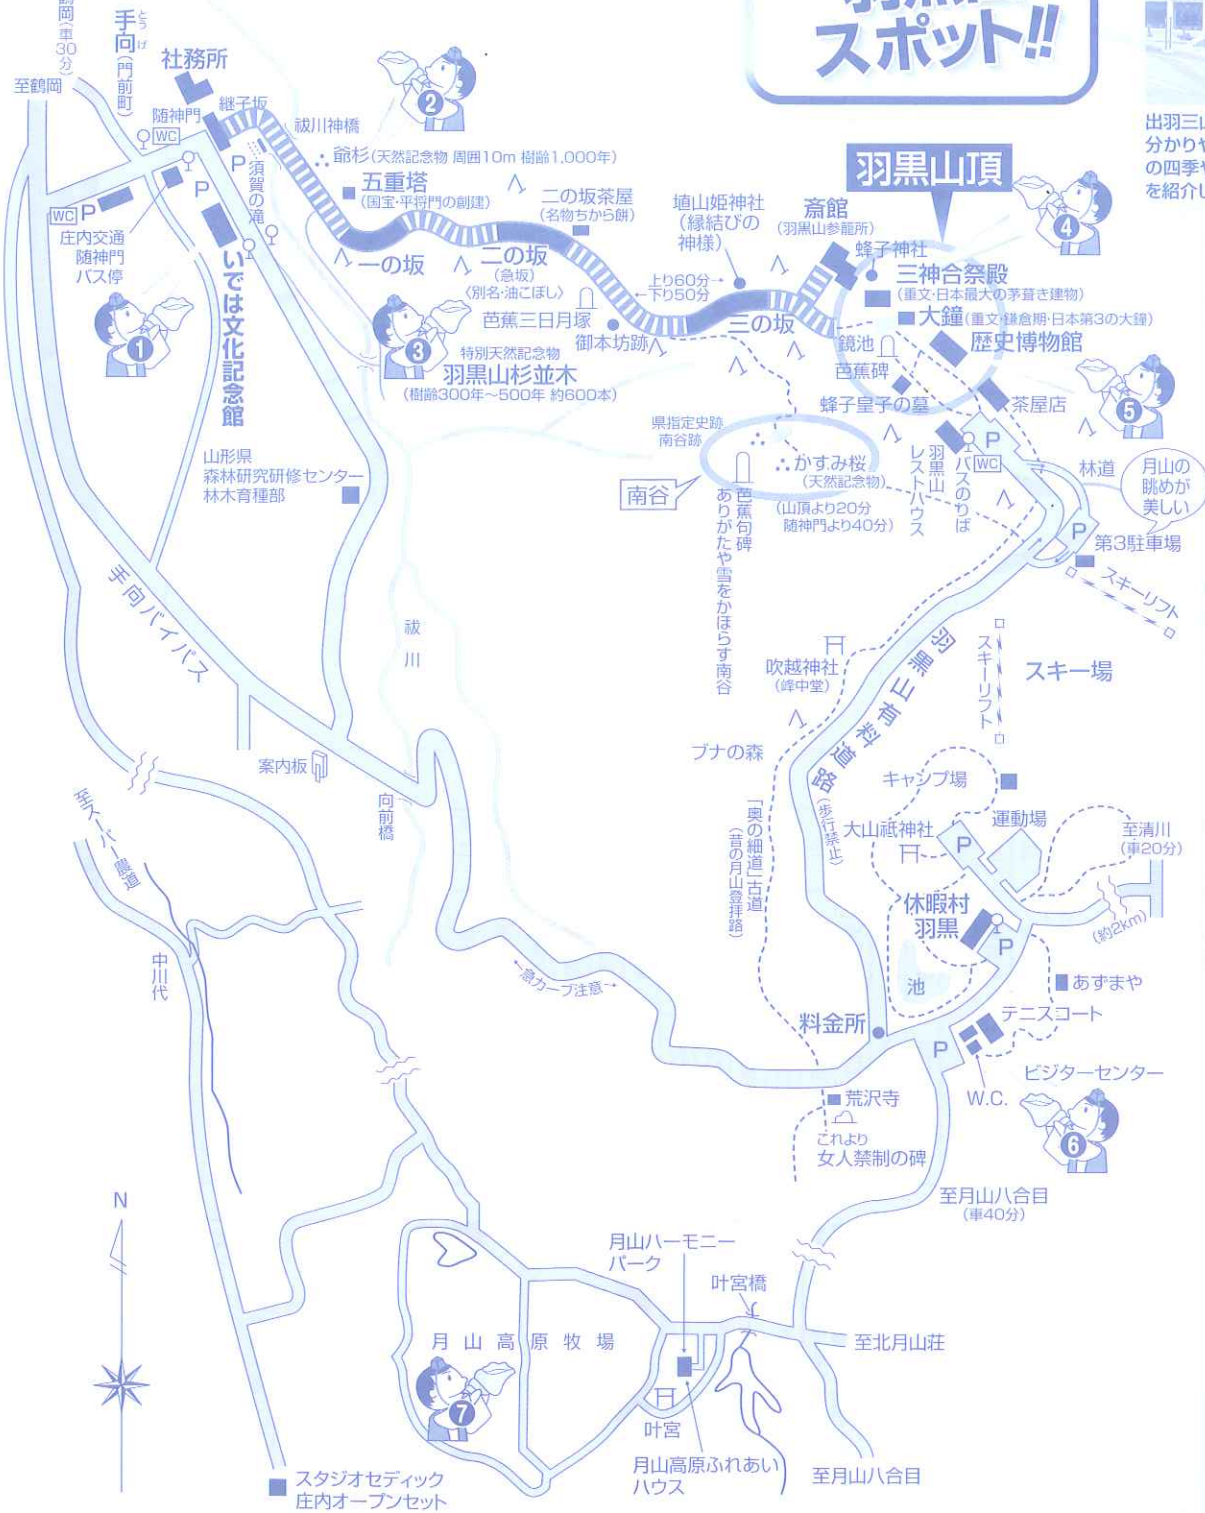 スポット!!
出羽三山
分かりや
の四季や
を紹介し
鶴岡(車30分)
至鶴岡
手向(門前町)
とうげ
社務所
随神門
継子坂
WC
P
祓川神橋
2
爺杉(天然記念物 周囲10m 樹齢1,000年)
須賀の滝
五重塔
(国宝・平将門の創建)
二の坂茶屋
(名物ちから餅)
埴山姫神社
(縁結びの
神様)
斎館
(羽黒山参籠所)
羽黒山頂
4
蜂子神社
三神合祭殿
(重文・日本最大の茅葺き建物)
大鐘(重文・鎌倉期・日本第3の大鐘)
歴史博物館
鏡池
芭蕉碑
蜂子皇子の墓
茶屋店
5
P
WC P
庄内交通
随神門
バス停
1
いでは文化記念館
一の坂
二の坂
(急坂)
〈別名・油こぼし〉
上り60分→
←下り50分
三の坂
芭蕉三日月塚
御本坊跡
3
特別天然記念物
羽黒山杉並木
(樹齢300年〜500年 約600本)
県指定史跡
南谷跡
かすみ桜
(天然記念物)
南谷
(山頂より20分
随神門より40分)
芭蕉句碑
ありがたや雪をかほらす南谷
羽黒山
レストハウス
バスのりば
P
WC
林道
月山の
眺めが
美しい
P
第3駐車場
スキーリフト
山形県
森林研究研修センター
林木育種部
手向バイパス
祓川
吹越神社
(峰中堂)
羽黒山有料道路
(歩行禁止)
スキーリフト
スキー場
ブナの森
案内板
向前橋
「奥の細道」古道
(昔の月山登拝路)
キャンプ場
大山祇神社
P
運動場
至清川
(車20分)
(約2km)
休暇村
羽黒
P
池
あずまや
テニスコート
至スーパー農道
中川代
←急カーブ注意→
料金所
P
W.C.
ビジターセンター
6
荒沢寺
これより
女人禁制の碑
至月山八合目
(車40分)
N
月山ハーモニー
パーク
叶宮橋
月山高原牧場
7
至北月山荘
叶宮
月山高原ふれあい
ハウス
至月山八合目
スタジオセディック
庄内オープンセット